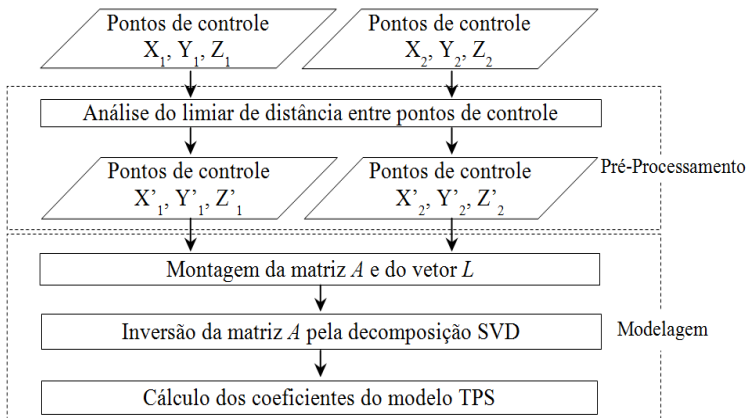 Pontos de controle
X1, Y1, Z1
Pontos de controle
X2, Y2, Z2
Análise do limiar de distância entre pontos de controle
Pontos de controle
X'1, Y'1, Z'1
Pontos de controle
X'2, Y'2, Z'2
Pré-Processamento
Montagem da matriz A e do vetor L
Inversão da matriz A pela decomposição SVD
Modelagem
Cálculo dos coeficientes do modelo TPS